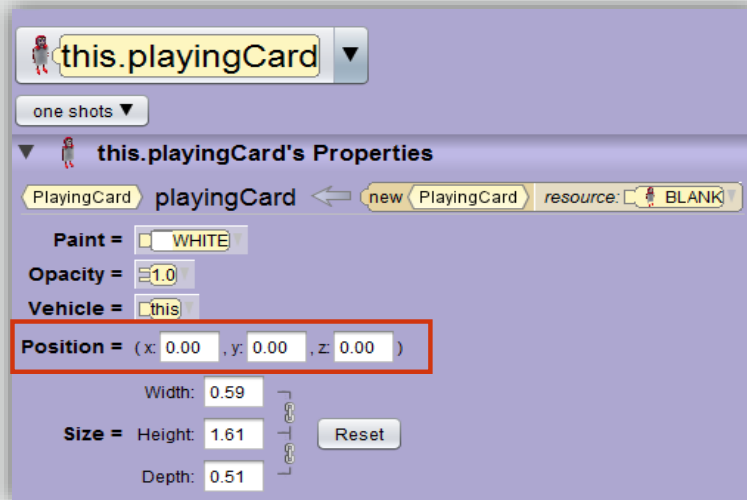 this.playingCard
one shots
this.playingCard's Properties
PlayingCard playingCard new PlayingCard resource: BLANK
Paint = WHITE
Opacity = 1.0
Vehicle = this
Position = (x: 0.00 , y: 0.00 , z: 0.00 )
Width: 0.59
Size = Height: 1.61 Reset
Depth: 0.51